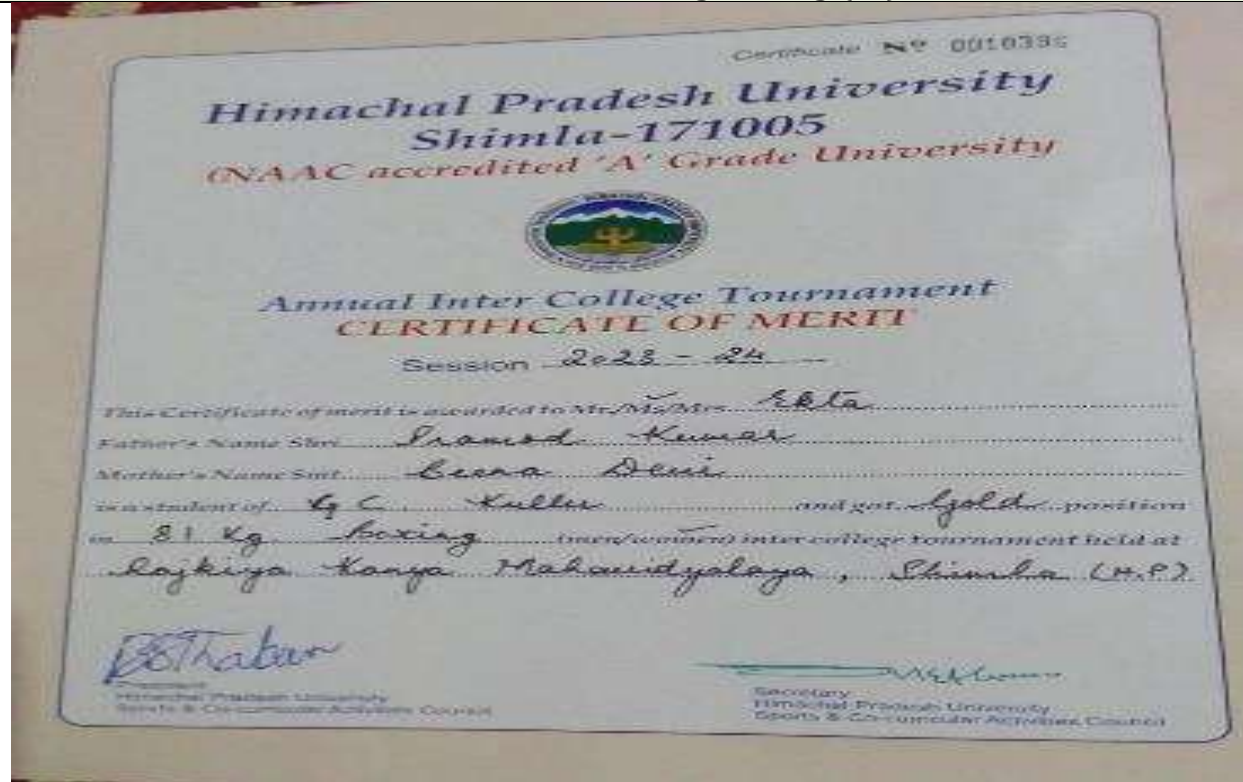 Certificate Nº
Himachal Pradesh University
Shimla-171005
(NAAC accredited 'A' Grade University
Annual Inter College Tournament
CERTIFICATE OF MERIT
Session 2023 - 24
This Certificate of merit is awarded to Mr./Ms/Mrs. Ekta
Father's Name Shri Pramod Kumar
Mother's Name Smt. Beena Devi
is a student of G C Kullu and got Gold position
in 81 Kg Boxing (men/women) inter college tournament held at
Rajkiya Kanya Mahavidyalaya, Shimla (H.P)
President
Himachal Pradesh University
Sports & Co-curricular Activities Council
Secretary
Himachal Pradesh University
Sports & Co-curricular Activities Council